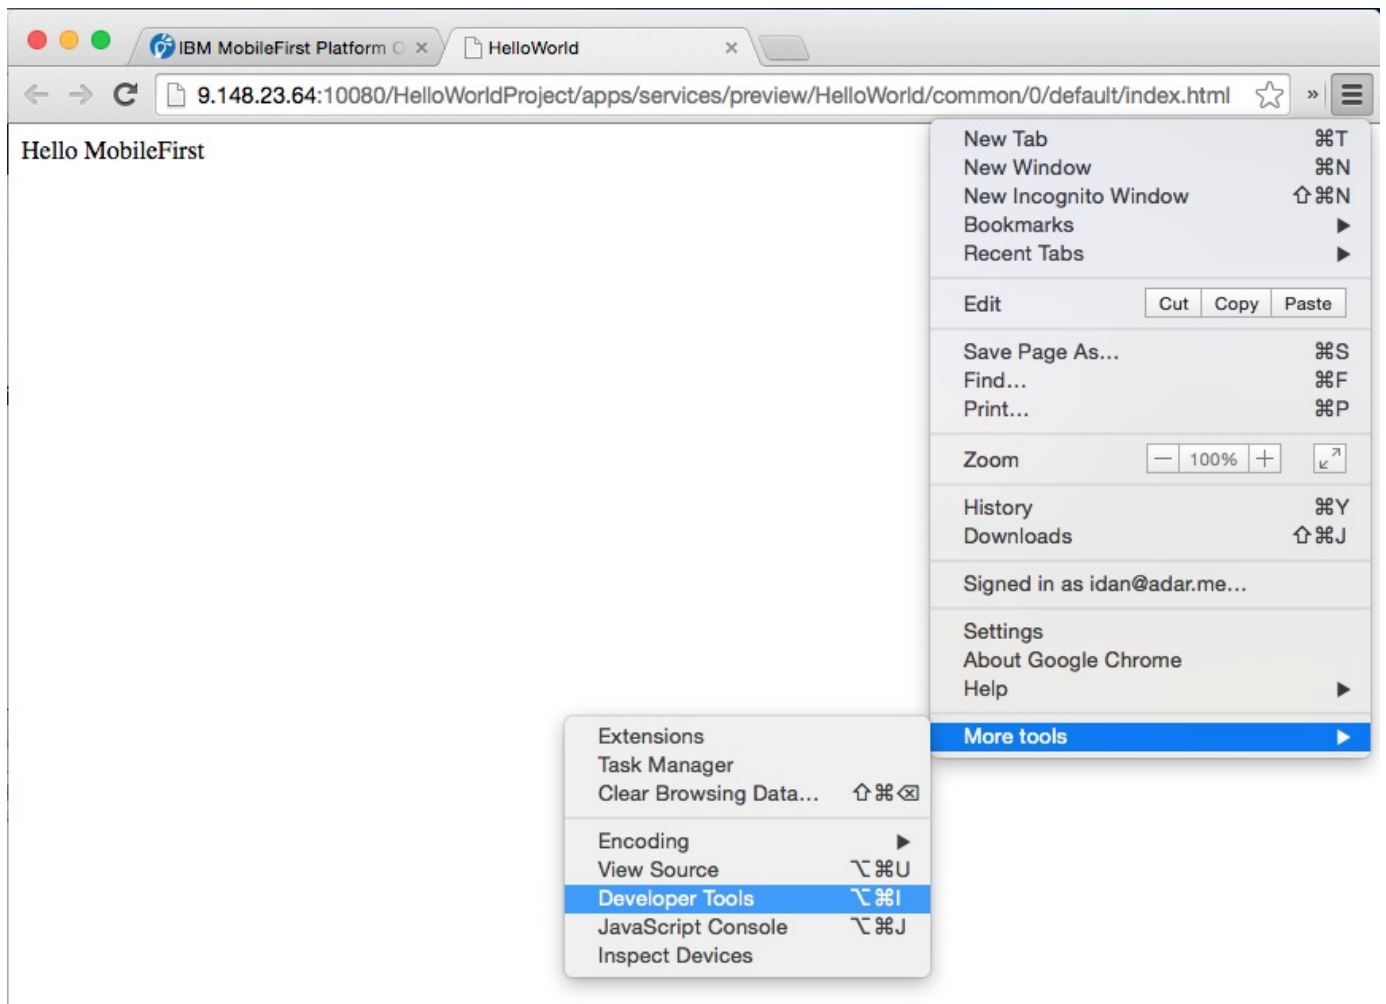 IBM MobileFirst Platform O
HelloWorld
9.148.23.64:10080/HelloWorldProject/apps/services/preview/HelloWorld/common/0/default/index.html
Hello MobileFirst
New Tab ⌘T
New Window ⌘N
New Incognito Window ⇧⌘N
Bookmarks ▶
Recent Tabs ▶
Edit Cut Copy Paste
Save Page As... ⌘S
Find... ⌘F
Print... ⌘P
Zoom — 100% +
History ⌘Y
Downloads ⇧⌘J
Signed in as idan@adar.me...
Settings
About Google Chrome
Help ▶
More tools ▶
Extensions
Task Manager
Clear Browsing Data... ⇧⌘⌫
Encoding ▶
View Source ⌥⌘U
Developer Tools ⌥⌘I
JavaScript Console ⌥⌘J
Inspect Devices